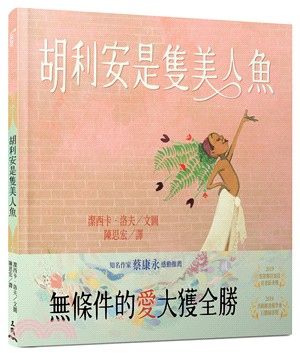 胡利安是隻美人魚
潔西卡‧洛夫/文圖
陳思宏/譯
胡利安是隻美人魚
知名作家 蔡康永 感動推薦
無條件的愛大獲全勝